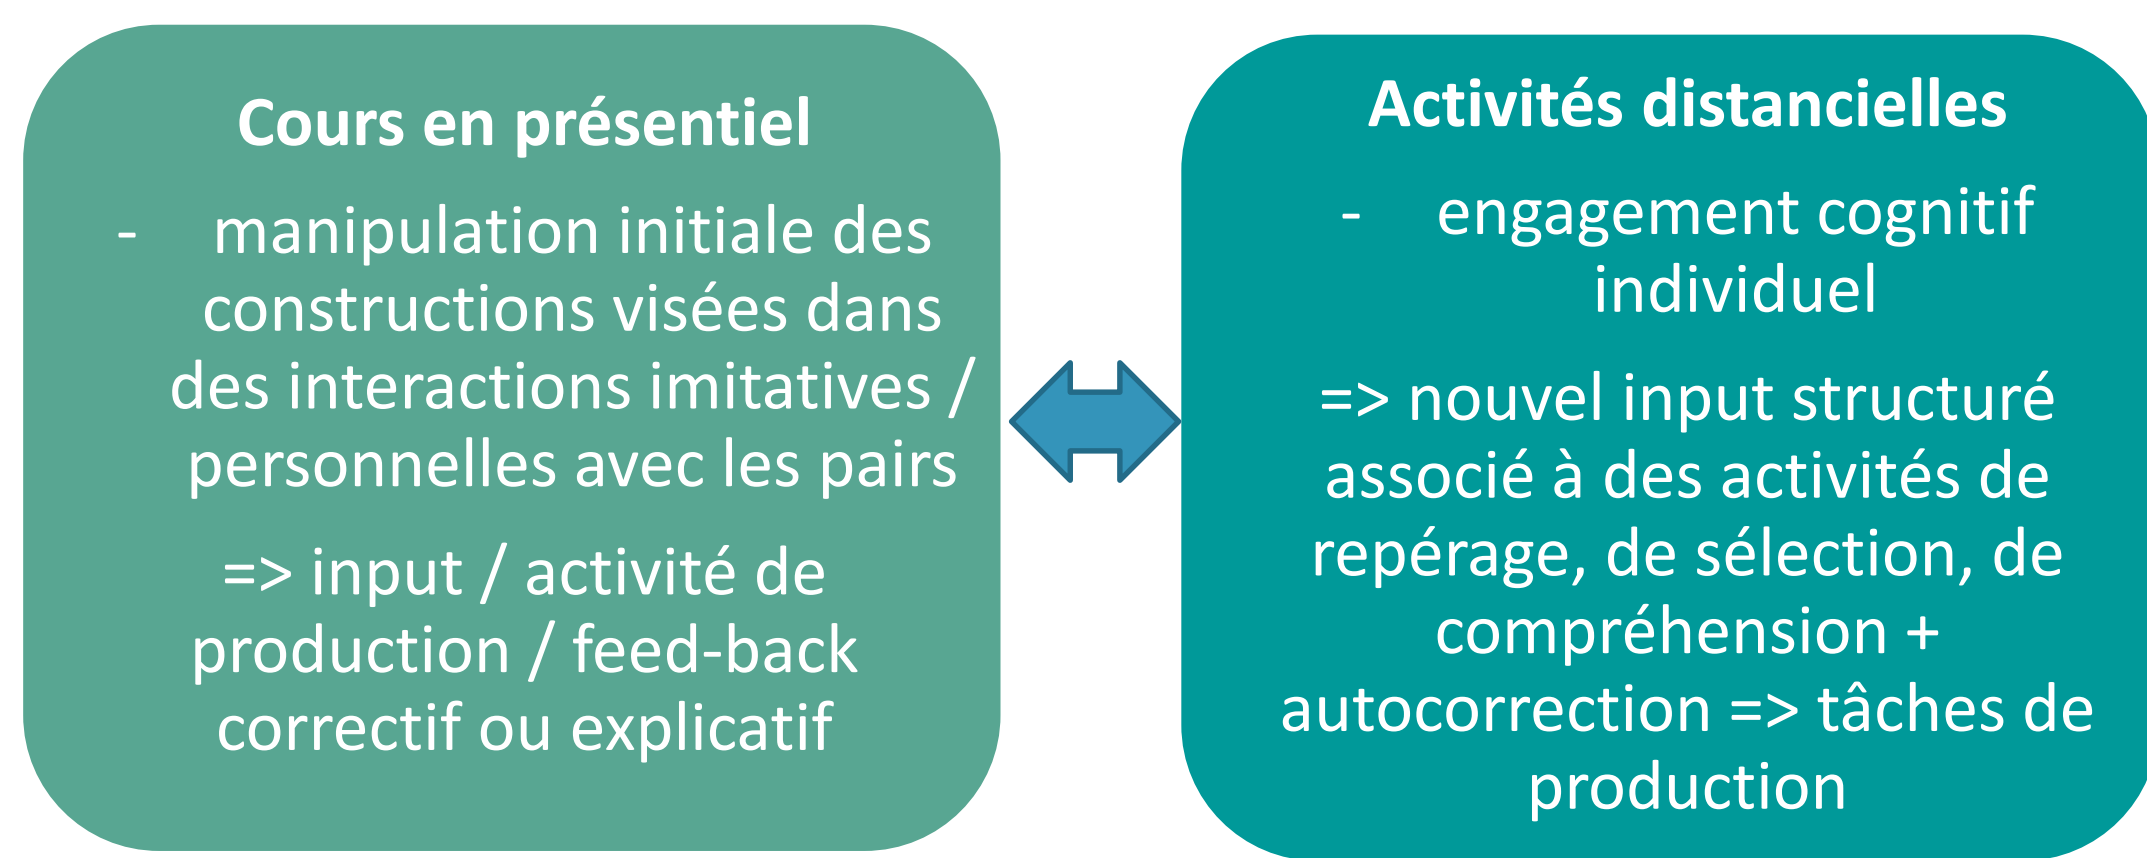 Cours en présentiel
- manipulation initiale des
constructions visées dans
des interactions imitatives /
personnelles avec les pairs
=> input / activité de
production / feed-back
correctif ou explicatif
Activités distancielles
- engagement cognitif
individuel
=> nouvel input structuré
associé à des activités de
repérage, de sélection, de
compréhension +
autocorrection => tâches de
production